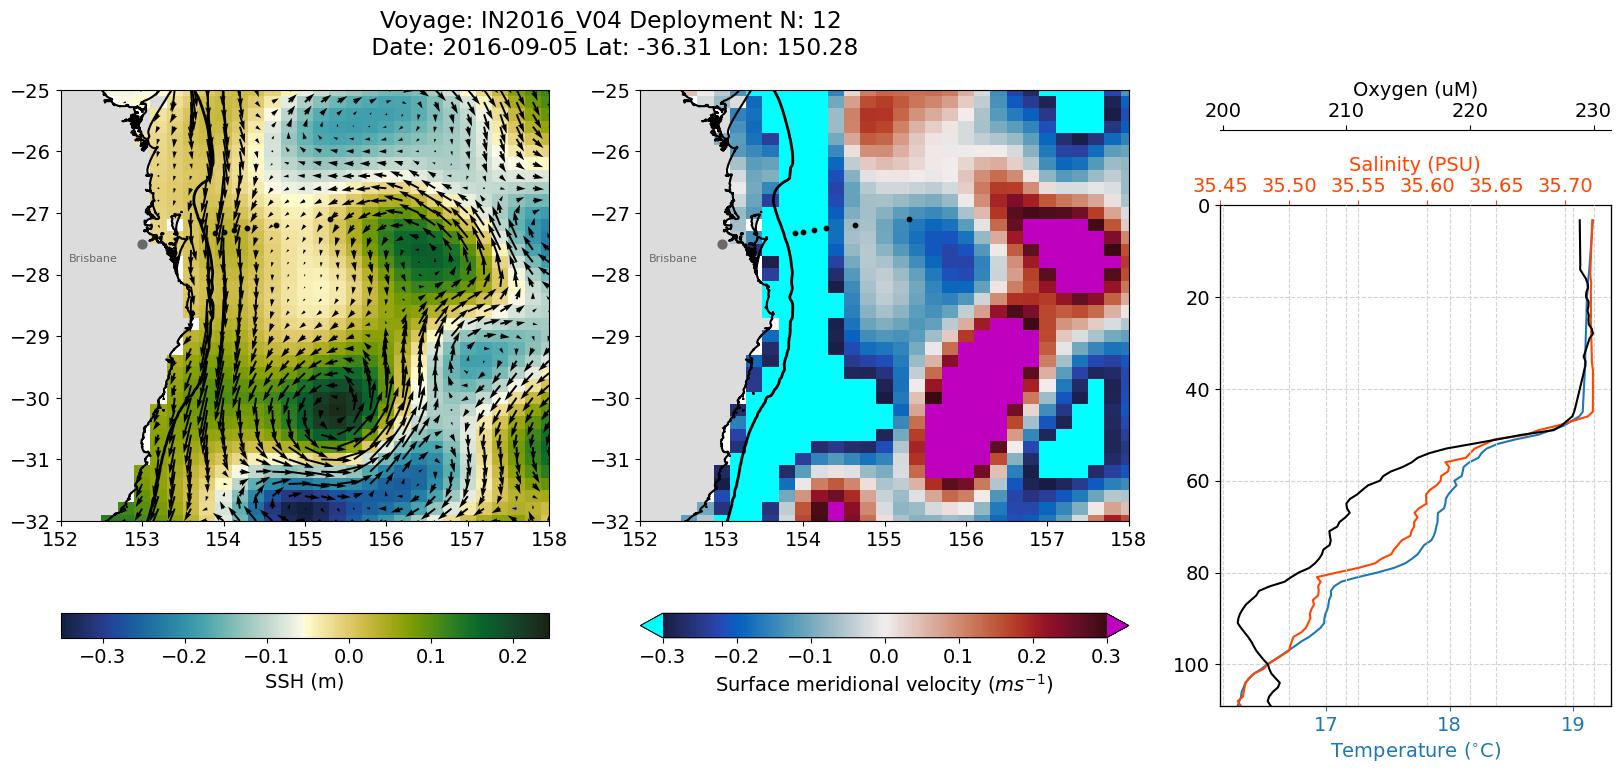 Voyage: IN2016_V04 Deployment N: 12
Date: 2016-09-05 Lat: -36.31 Lon: 150.28
−25
−26
−27
−28
−29
−30
−31
−32
152 153 154 155 156 157 158
Brisbane
−0.3 −0.2 −0.1 0.0 0.1 0.2
SSH (m)
−25
−26
−27
−28
−29
−30
−31
−32
152 153 154 155 156 157 158
Brisbane
−0.3 −0.2 −0.1 0.0 0.1 0.2 0.3
Surface meridional velocity (ms⁻¹)
Oxygen (uM)
200 210 220 230
Salinity (PSU)
35.45 35.50 35.55 35.60 35.65 35.70
0
20
40
60
80
100
17 18 19
Temperature (°C)